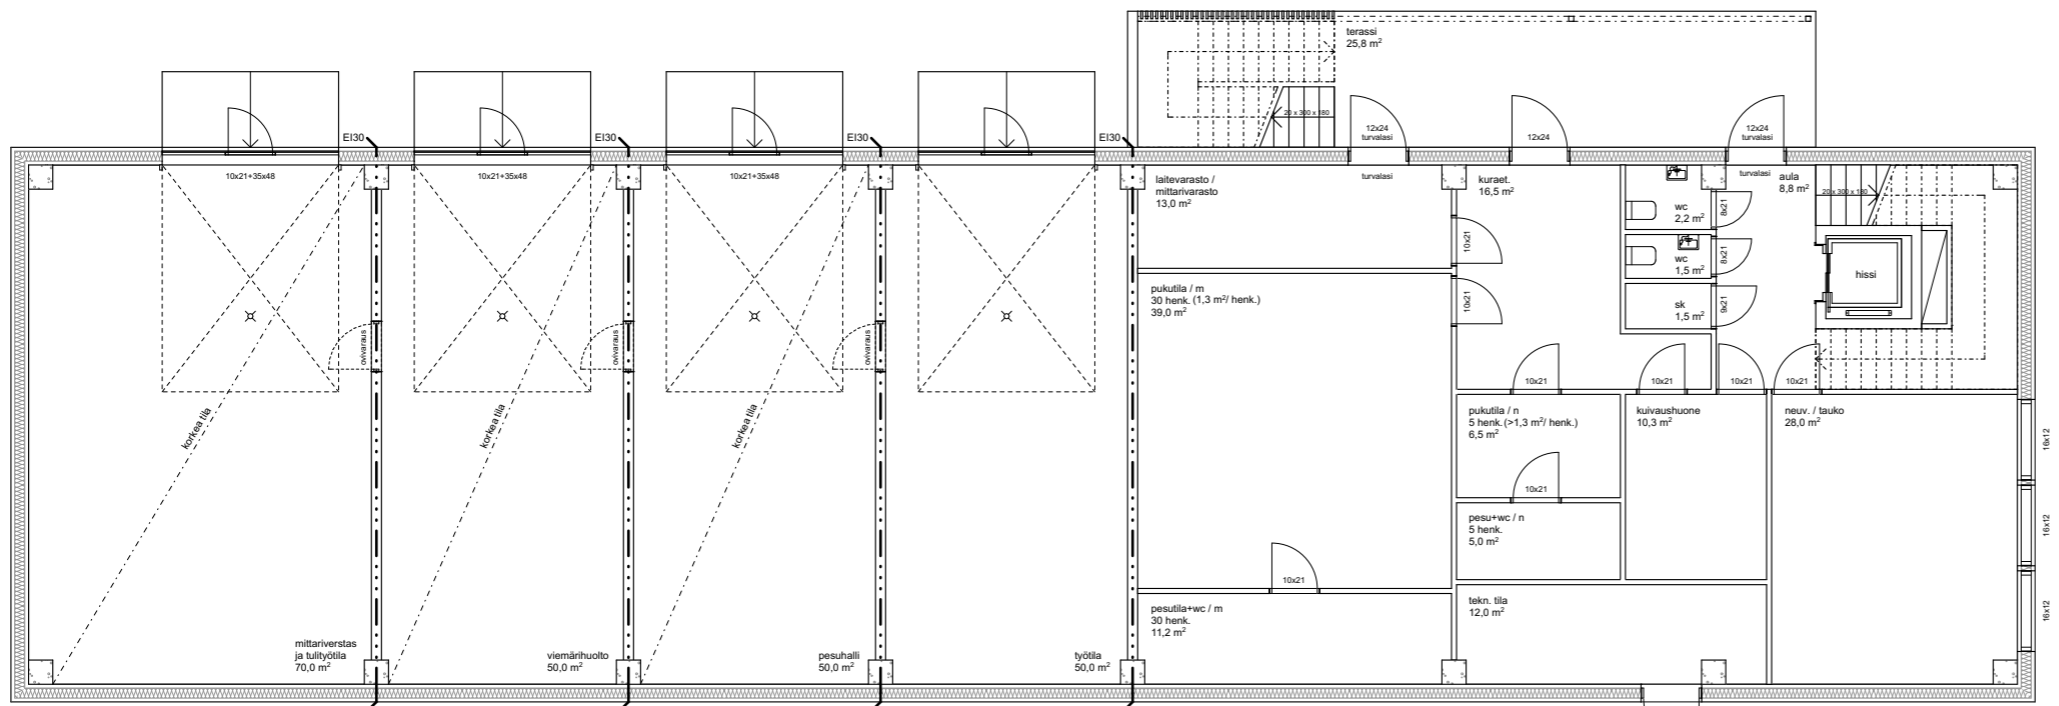 terassi
25,8 m²
20 x 300 x 180
EI30
EI30
EI30
EI30
12x24
turvalasi
12x24
12x24
turvalasi
10x21+35x48
10x21+35x48
10x21+35x48
laitevarasto /
mittarivarasto
13,0 m²
turvalasi
kuraet.
16,5 m²
turvalasi
aula
8,8 m²
20 x 300 x 180
wc
2,2 m²
8x21
wc
1,5 m²
8x21
sk
1,5 m²
9x21
hissi
10x21
10x21
pukutila / m
30 henk. (1,3 m²/ henk.)
39,0 m²
ovivaraus
ovivaraus
ovivaraus
korkea tila
korkea tila
korkea tila
10x21
10x21
10x21
10x21
pukutila / n
5 henk.(>1,3 m²/ henk.)
6,5 m²
kuivaushuone
10,3 m²
neuv. / tauko
28,0 m²
16x12
16x12
16x12
10x21
pesu+wc / n
5 henk.
5,0 m²
10x21
pesutila+wc / m
30 henk.
11,2 m²
tekn. tila
12,0 m²
mittariverstas
ja tulityötila
70,0 m²
viemärihuolto
50,0 m²
pesuhalli
50,0 m²
työtila
50,0 m²